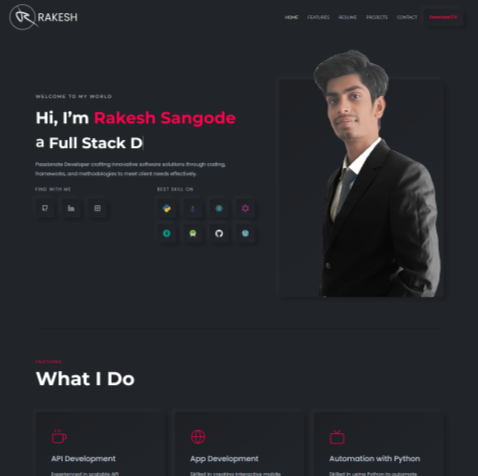 RAKESH
HOME FEATURES RESUME PROJECTS CONTACT
WELCOME TO MY WORLD
Hi, I'm Rakesh Sangode
a Full Stack D
Passionate Developer crafting innovative software solutions through coding,
frameworks, and methodologies to meet client needs effectively.
FIND WITH ME
BEST SKILL ON
FEATURES
What I Do
API Development
App Development
Automation with Python
Experienced in scalable API
Skilled in creating interactive mobile
Skilled in using Python to automate